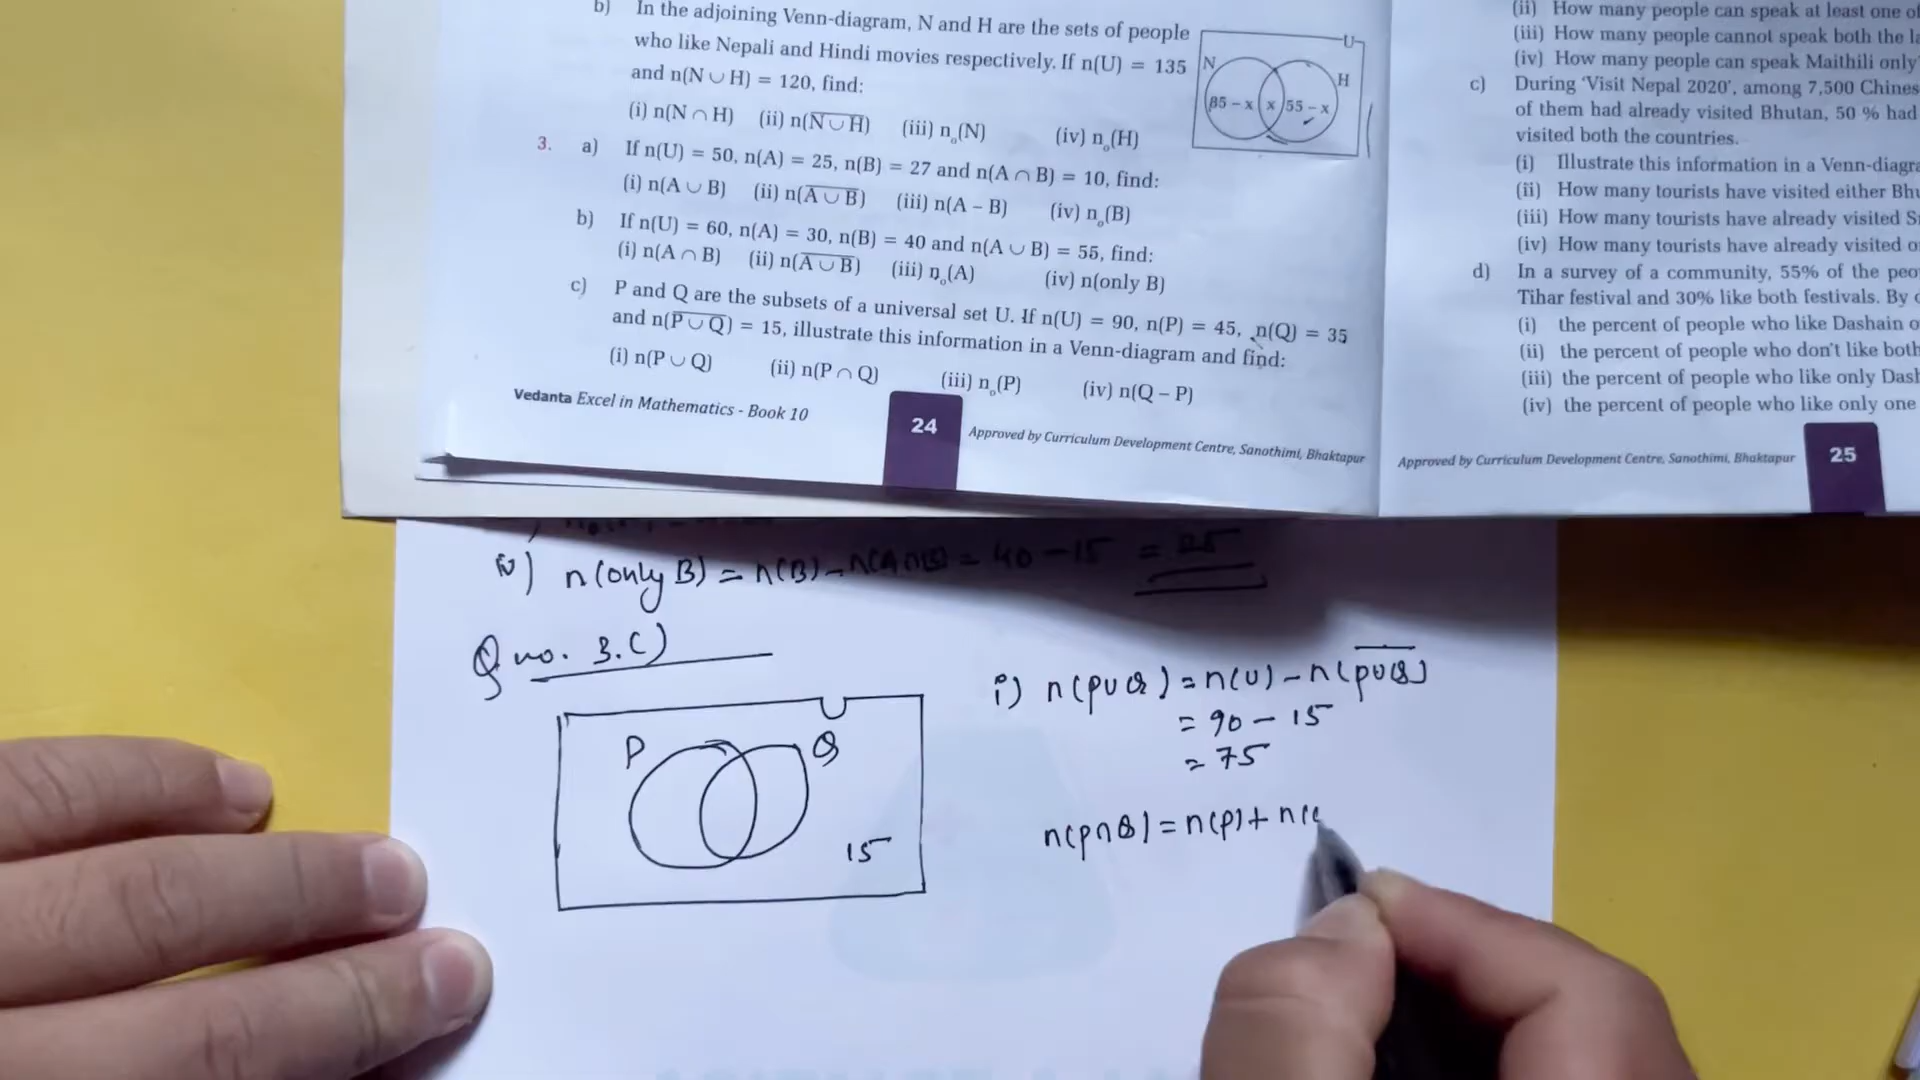 b) In the adjoining Venn-diagram, N and H are the sets of people
who like Nepali and Hindi movies respectively. If n(U) = 135
and n(N ∪ H) = 120, find:
(i) n(N ∩ H) (ii) n(N̅ ̅∪̅ ̅H̅) (iii) nₒ(N) (iv) nₒ(H)
U
N
H
85 – x x 55 – x
3. a) If n(U) = 50, n(A) = 25, n(B) = 27 and n(A ∩ B) = 10, find:
(i) n(A ∪ B) (ii) n(A̅ ̅∪̅ ̅B̅) (iii) n(A – B) (iv) nₒ(B)
b) If n(U) = 60, n(A) = 30, n(B) = 40 and n(A ∪ B) = 55, find:
(i) n(A ∩ B) (ii) n(A̅ ̅∪̅ ̅B̅) (iii) nₒ(A) (iv) n(only B)
c) P and Q are the subsets of a universal set U. If n(U) = 90, n(P) = 45, n(Q) = 35
and n(P̅ ̅∪̅ ̅Q̅) = 15, illustrate this information in a Venn-diagram and find:
(i) n(P ∪ Q) (ii) n(P ∩ Q) (iii) nₒ(P) (iv) n(Q – P)
Vedanta Excel in Mathematics - Book 10
24
Approved by Curriculum Development Centre, Sanothimi, Bhaktapur
(ii) How many people can speak at least one
(iii) How many people cannot speak both the
(iv) How many people can speak Maithili only
c) During 'Visit Nepal 2020', among 7,500 Chines
of them had already visited Bhutan, 50 % had
visited both the countries.
(i) Illustrate this information in a Venn-diagr
(ii) How many tourists have visited either Bh
(iii) How many tourists have already visited
(iv) How many tourists have already visited
d) In a survey of a community, 55% of the peo
Tihar festival and 30% like both festivals. By
(i) the percent of people who like Dashain
(ii) the percent of people who don't like both
(iii) the percent of people who like only Dash
(iv) the percent of people who like only one
Approved by Curriculum Development Centre, Sanothimi, Bhaktapur
25
iv) n(only B) = n(B) – n(A∩B) = 40 – 15 = 25
Q no. 3.c)
U
P
Q
15
i) n(P∪Q) = n(U) – n(P̅∪̅Q̅)
= 90 – 15
= 75
n(P∩Q) = n(P) + n(